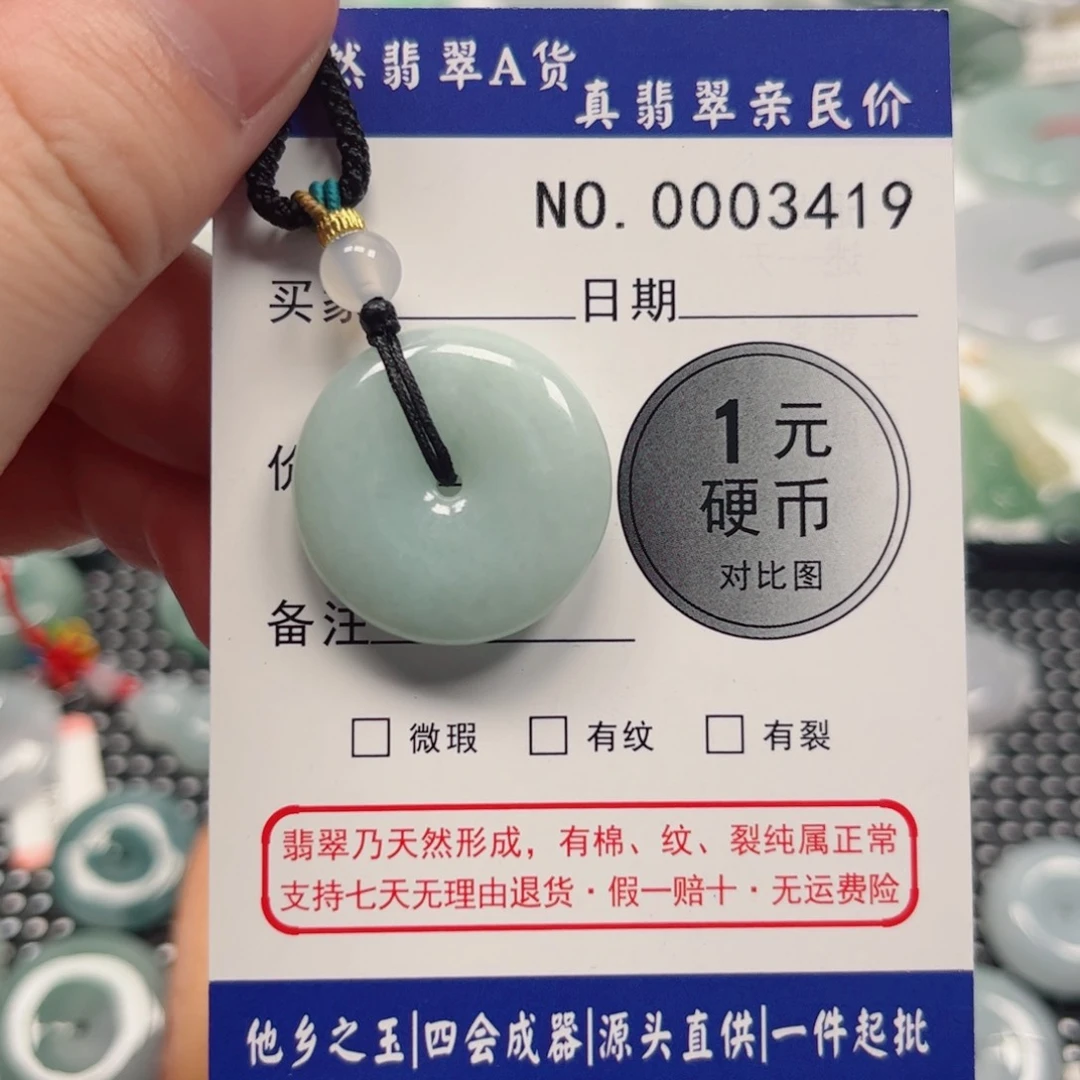 然翡翠A货
真翡翠亲民价
NO. 0003419
买家 日期
1元
硬币
对比图
备注
微瑕 有纹 有裂
翡翠乃天然形成，有棉、纹、裂纯属正常
支持七天无理由退货·假一赔十·无运费险
他乡之玉|四会成器|源头直供|一件起批